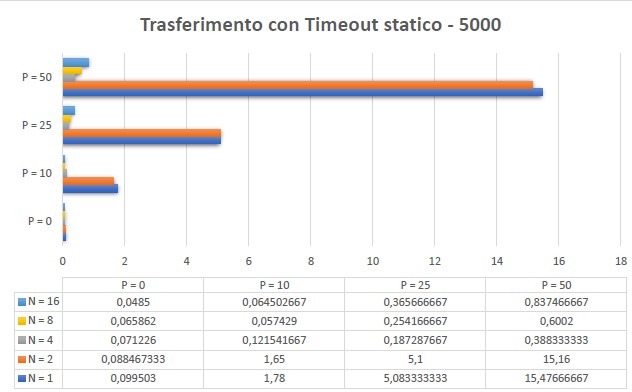 Trasferimento con Timeout statico - 5000
P = 50
P = 25
P = 10
P = 0
0 2 4 6 8 10 12 14 16 18
P = 0 P = 10 P = 25 P = 50
N = 16 0,0485 0,064502667 0,365666667 0,837466667
N = 8 0,065862 0,057429 0,254166667 0,6002
N = 4 0,071226 0,121541667 0,187287667 0,388333333
N = 2 0,088467333 1,65 5,1 15,16
N = 1 0,099503 1,78 5,083333333 15,47666667